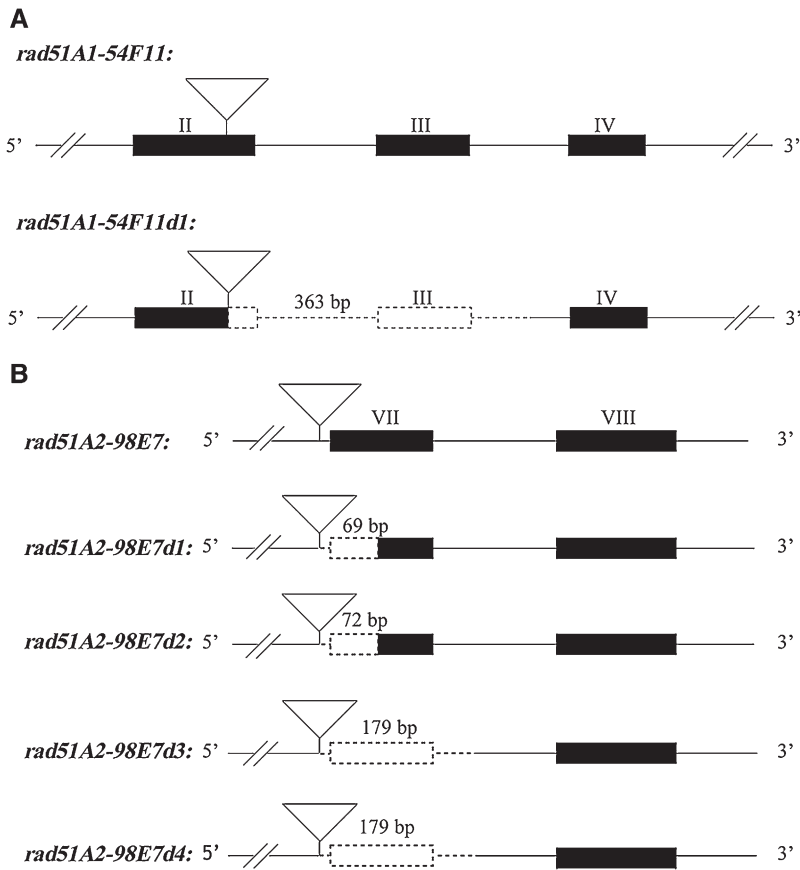 A
rad51A1-54F11:
II III IV
5’ 3’
rad51A1-54F11d1:
II 363 bp III IV
5’ 3’
B
VII VIII
rad51A2-98E7: 5’ 3’
69 bp
rad51A2-98E7d1: 5’ 3’
72 bp
rad51A2-98E7d2: 5’ 3’
179 bp
rad51A2-98E7d3: 5’ 3’
179 bp
rad51A2-98E7d4: 5’ 3’